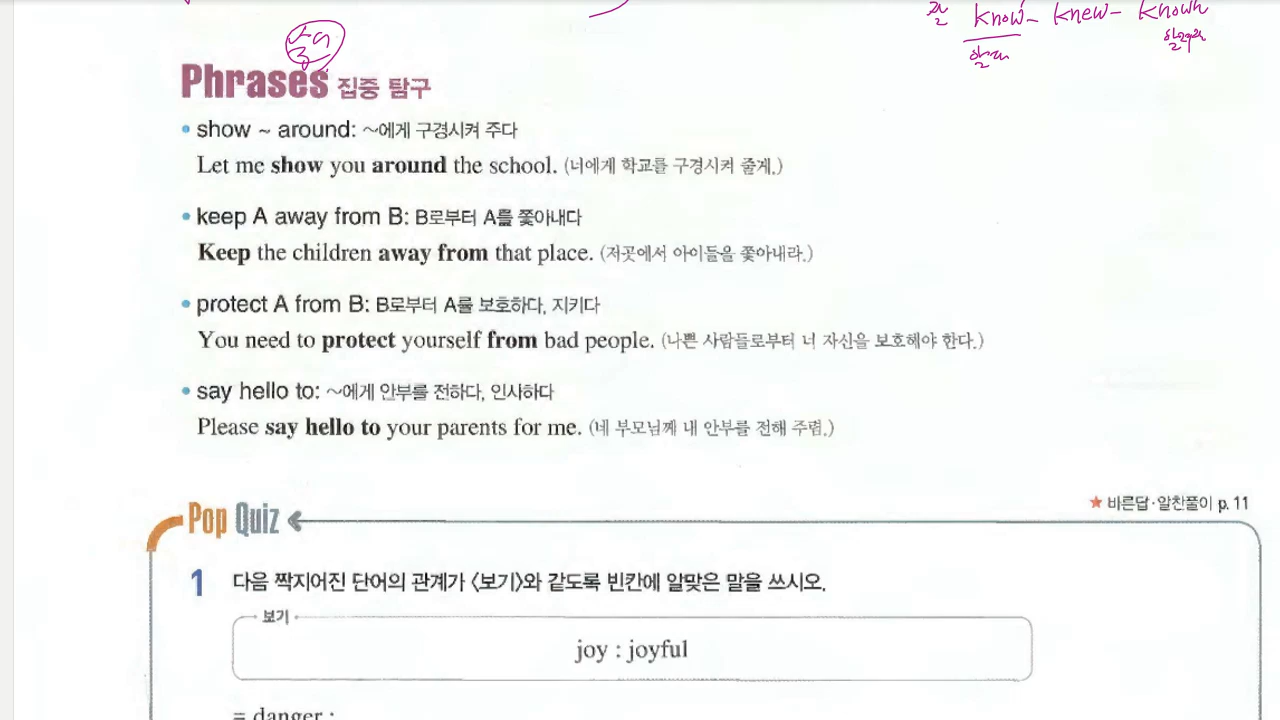 know- knew- known
Phrases 집중 탐구
• show ~ around: ~에게 구경시켜 주다
Let me show you around the school. (너에게 학교를 구경시켜 줄게.)
• keep A away from B: B로부터 A를 쫓아내다
Keep the children away from that place. (저곳에서 아이들을 쫓아내라.)
• protect A from B: B로부터 A를 보호하다, 지키다
You need to protect yourself from bad people. (나쁜 사람들로부터 너 자신을 보호해야 한다.)
• say hello to: ~에게 안부를 전하다, 인사하다
Please say hello to your parents for me. (네 부모님께 내 안부를 전해 주렴.)
★ 바른답·알찬풀이 p. 11
Pop Quiz
1 다음 짝지어진 단어의 관계가 <보기>와 같도록 빈칸에 알맞은 말을 쓰시오.
보기
joy : joyful
= danger :